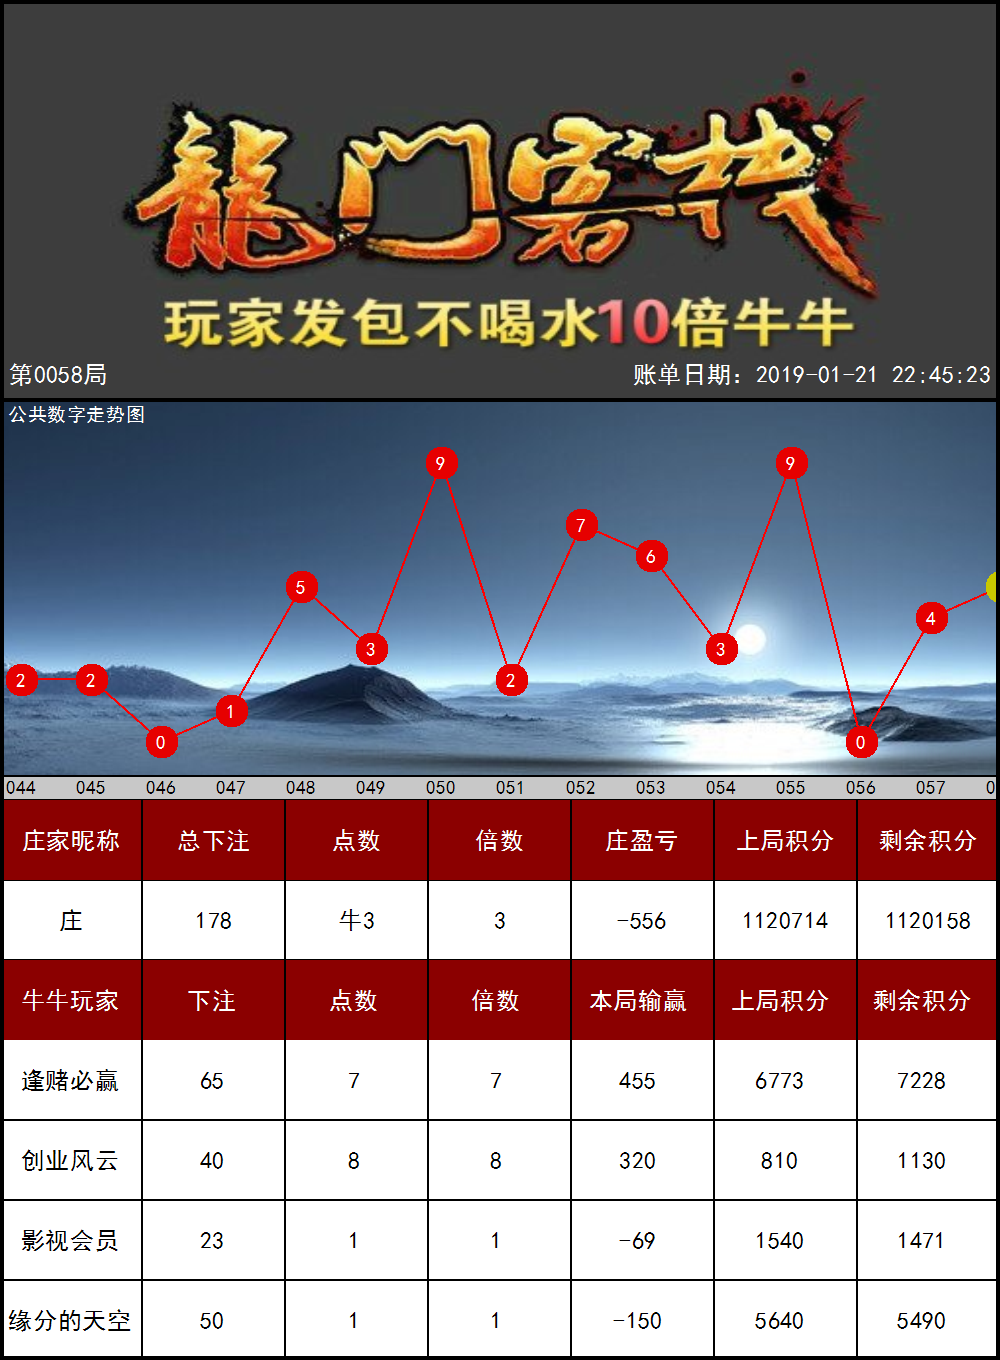 龍门客栈
玩家发包不喝水10倍牛牛
第0058局 账单日期：2019-01-21 22:45:23
公共数字走势图
2 2 0 1 5 3 9 2 7 6 3 9 0 4
044 045 046 047 048 049 050 051 052 053 054 055 056 057 0
庄家昵称 总下注 点数 倍数 庄盈亏 上局积分 剩余积分
庄 178 牛3 3 -556 1120714 1120158
牛牛玩家 下注 点数 倍数 本局输赢 上局积分 剩余积分
逢赌必赢 65 7 7 455 6773 7228
创业风云 40 8 8 320 810 1130
影视会员 23 1 1 -69 1540 1471
缘分的天空 50 1 1 -150 5640 5490